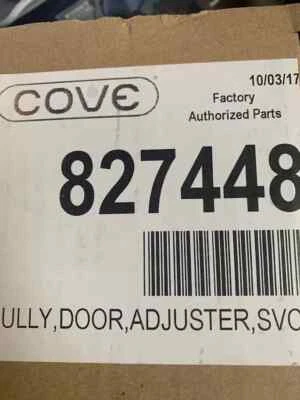 10/03/17
COVE
Factory
Authorized Parts
827448
ULLY,DOOR,ADJUSTER,SVC